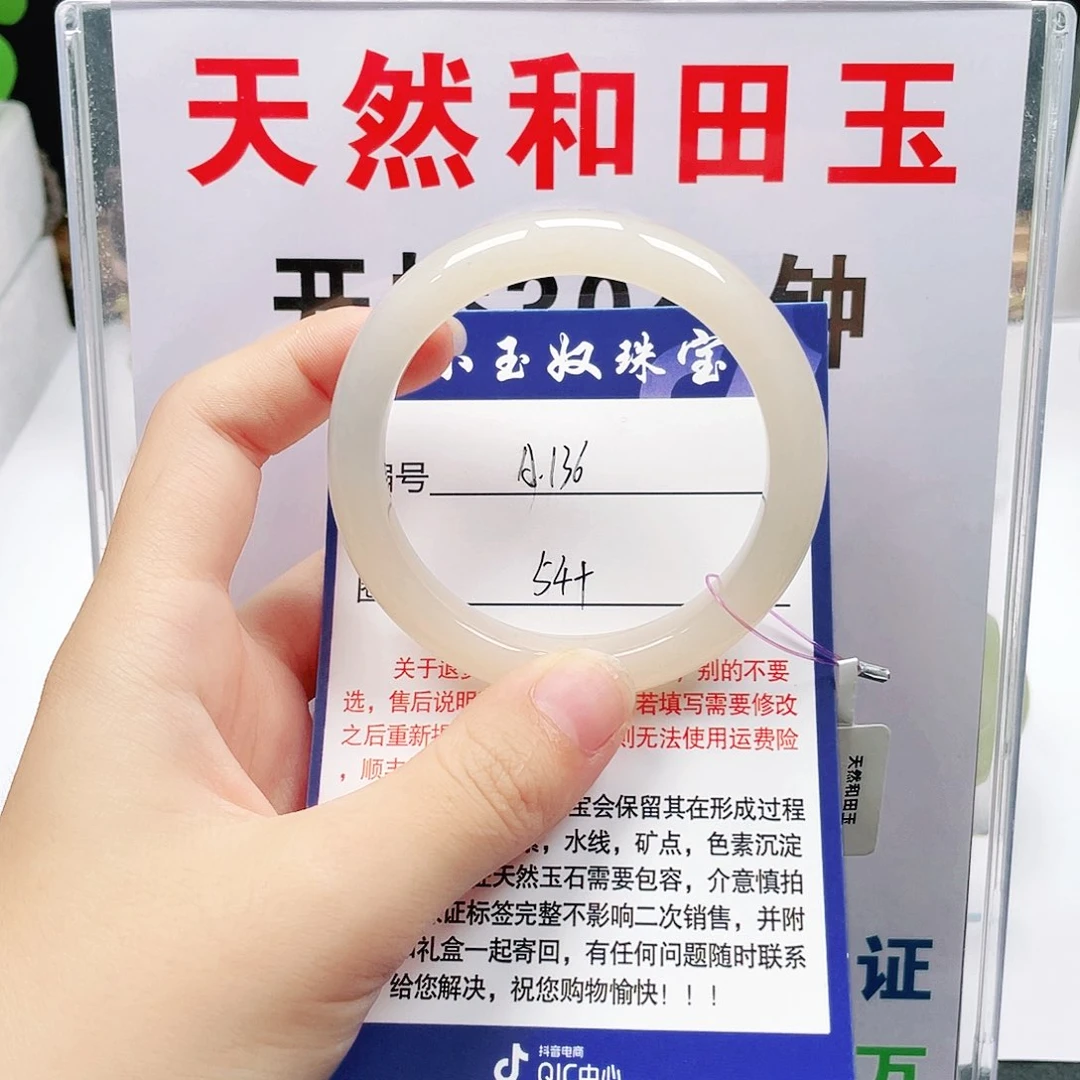 天然和田玉
钟
玉奴珠宝
号 A.136
54+
关于退 别的不要
选，售后说明 若填写需要修改
之后重新 则无法使用运费险
，顺丰
宝会保留其在形成过程
，水线，矿点，色素沉淀
天然玉石需要包容，介意慎拍
证标签完整不影响二次销售，并附
礼盒一起寄回，有任何问题随时联系
给您解决，祝您购物愉快！！！
天然和田玉
证
抖音电商
QIC中心